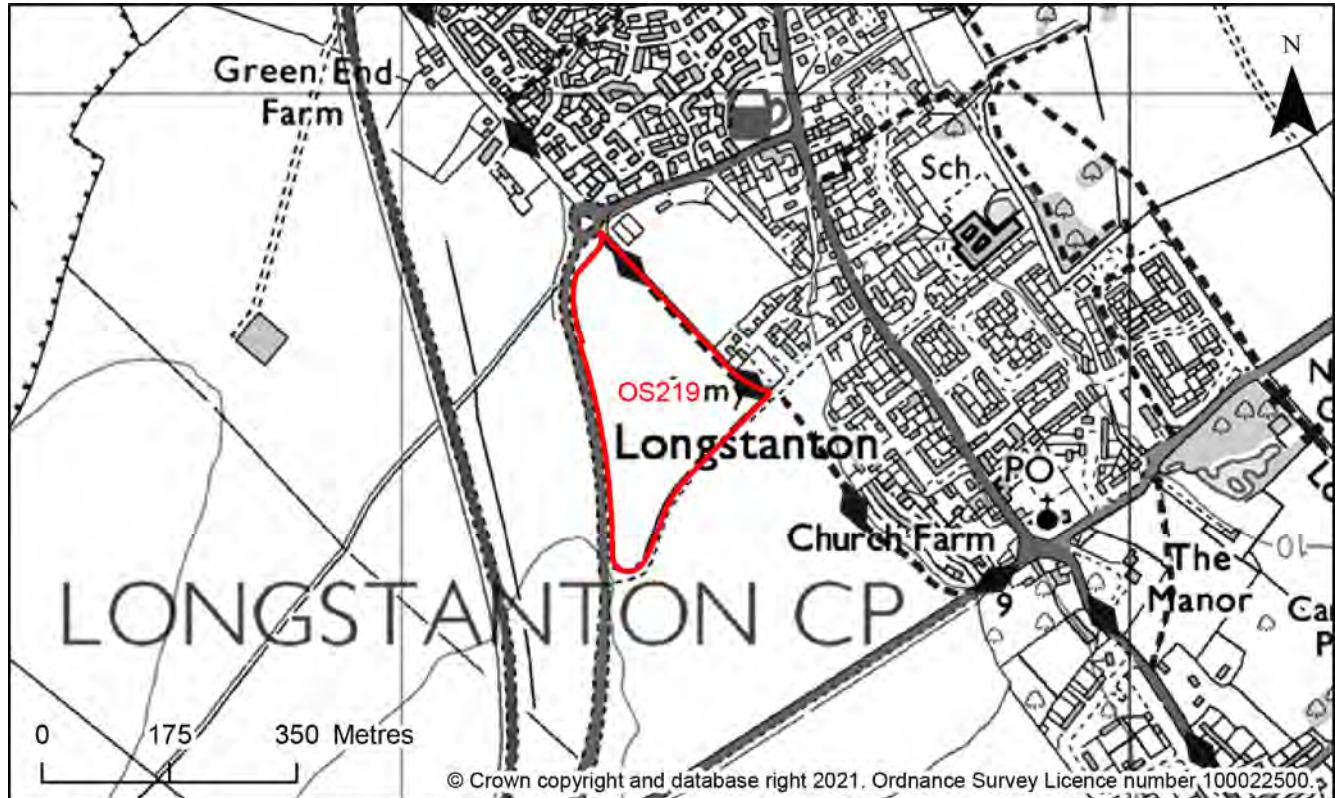 N
Green End
Farm
Sch
OS219 m
Longstanton
PO
Church Farm
9
The
Manor
10
LONGSTANTON CP
0 175 350 Metres
© Crown copyright and database right 2021. Ordnance Survey Licence number 100022500.